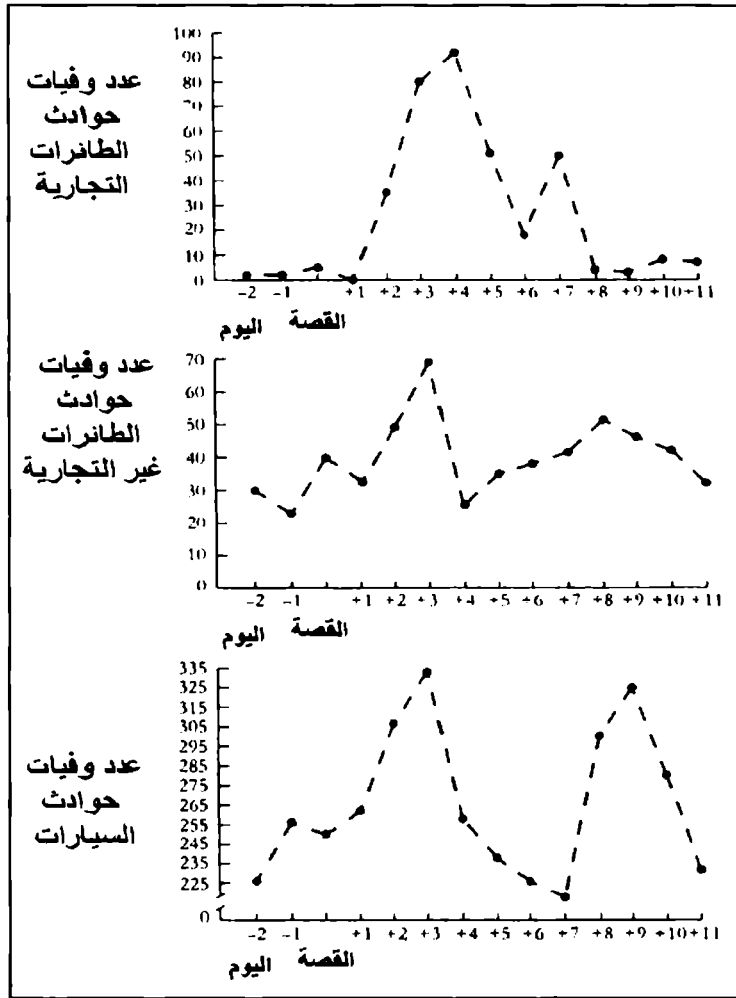 عدد وفيات
حوادث
الطائرات
التجارية
100
90
80
70
60
50
40
30
20
10
0
-2 -1 +1 +2 +3 +4 +5 +6 +7 +8 +9 +10 +11
اليوم القصة
عدد وفيات
حوادث
الطائرات
غير التجارية
70
60
50
40
30
20
10
0
-2 -1 +1 +2 +3 +4 +5 +6 +7 +8 +9 +10 +11
اليوم القصة
عدد وفيات
حوادث
السيارات
335
325
315
305
295
285
275
265
255
245
235
225
0
-2 -1 +1 +2 +3 +4 +5 +6 +7 +8 +9 +10 +11
اليوم القصة